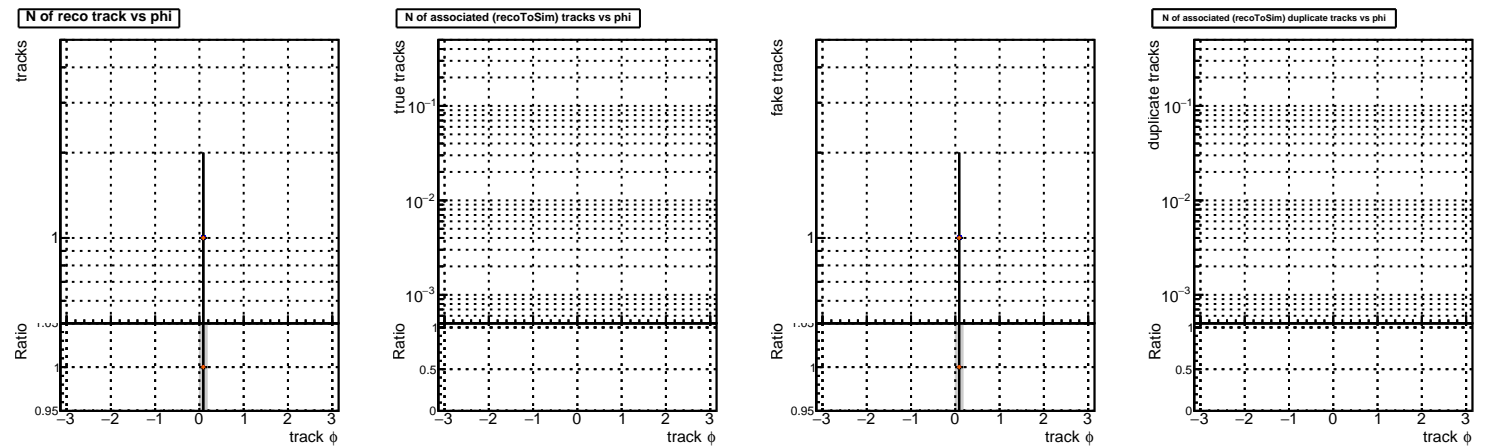 N of reco track vs phi
tracks
1
Ratio
1.05
1
0.95
−3 −2 −1 0 1 2 3
track ϕ
N of associated (recoToSim) tracks vs phi
true tracks
10−1
10−2
10−3
Ratio
1
0.5
0
−3 −2 −1 0 1 2 3
track ϕ
fake tracks
1
Ratio
1.05
1
0.95
−3 −2 −1 0 1 2 3
track ϕ
N of associated (recoToSim) duplicate tracks vs phi
duplicate tracks
10−1
10−2
10−3
Ratio
1
0.5
0
−3 −2 −1 0 1 2 3
track ϕ